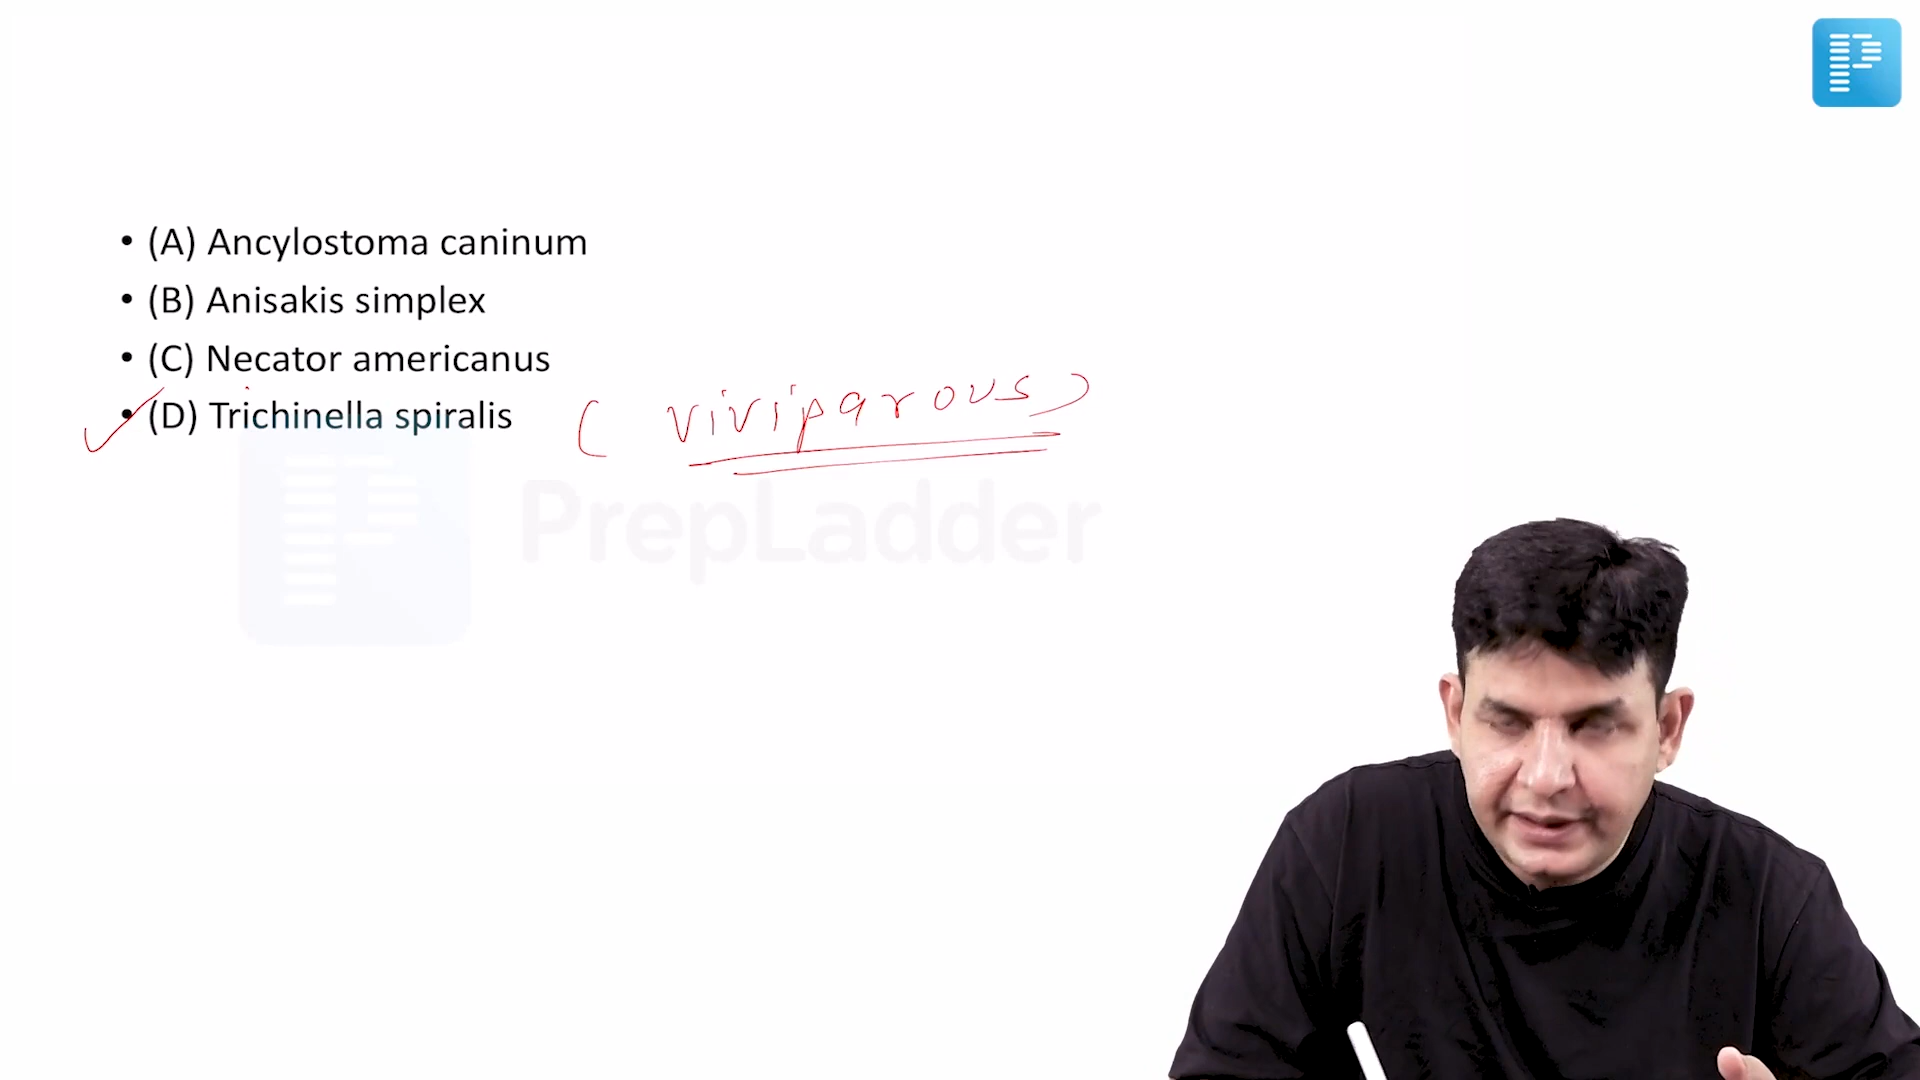 • (A) Ancylostoma caninum
• (B) Anisakis simplex
• (C) Necator americanus
• (D) Trichinella spiralis (viviparous)
PrepLadder